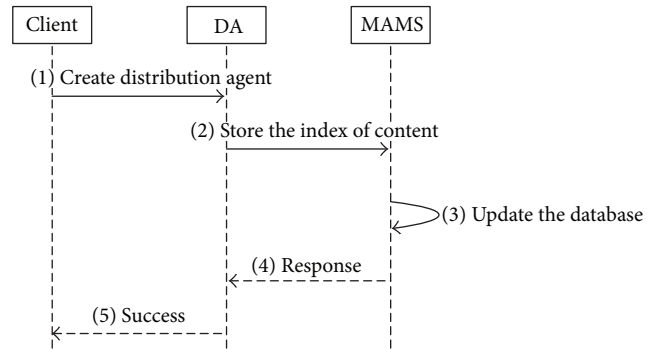 Client DA MAMS
(1) Create distribution agent
(2) Store the index of content
(3) Update the database
(4) Response
(5) Success